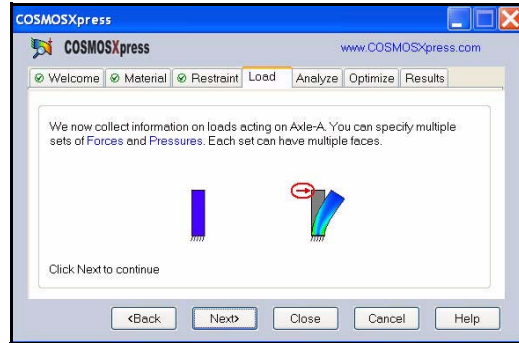 COSMOSXpress
COSMOSXpress www.COSMOSXpress.com
Welcome Material Restraint Load Analyze Optimize Results
We now collect information on loads acting on Axle-A. You can specify multiple
sets of Forces and Pressures. Each set can have multiple faces.
Click Next to continue
<Back Next> Close Cancel Help